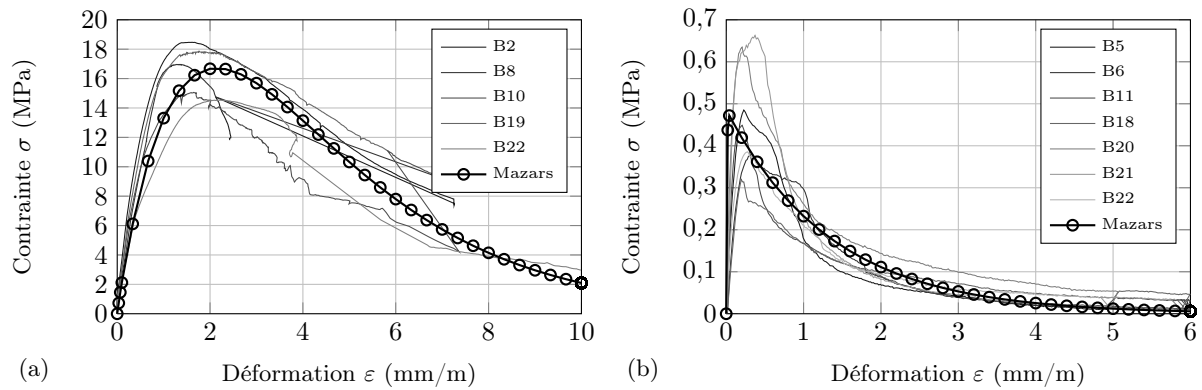 20
18
16
14
12
10
8
6
4
2
0
Contrainte σ (MPa)
B2
B8
B10
B19
B22
Mazars
0 2 4 6 8 10
Déformation ε (mm/m)
(a)
0,7
0,6
0,5
0,4
0,3
0,2
0,1
0
Contrainte σ (MPa)
B5
B6
B11
B18
B20
B21
B22
Mazars
0 1 2 3 4 5 6
Déformation ε (mm/m)
(b)